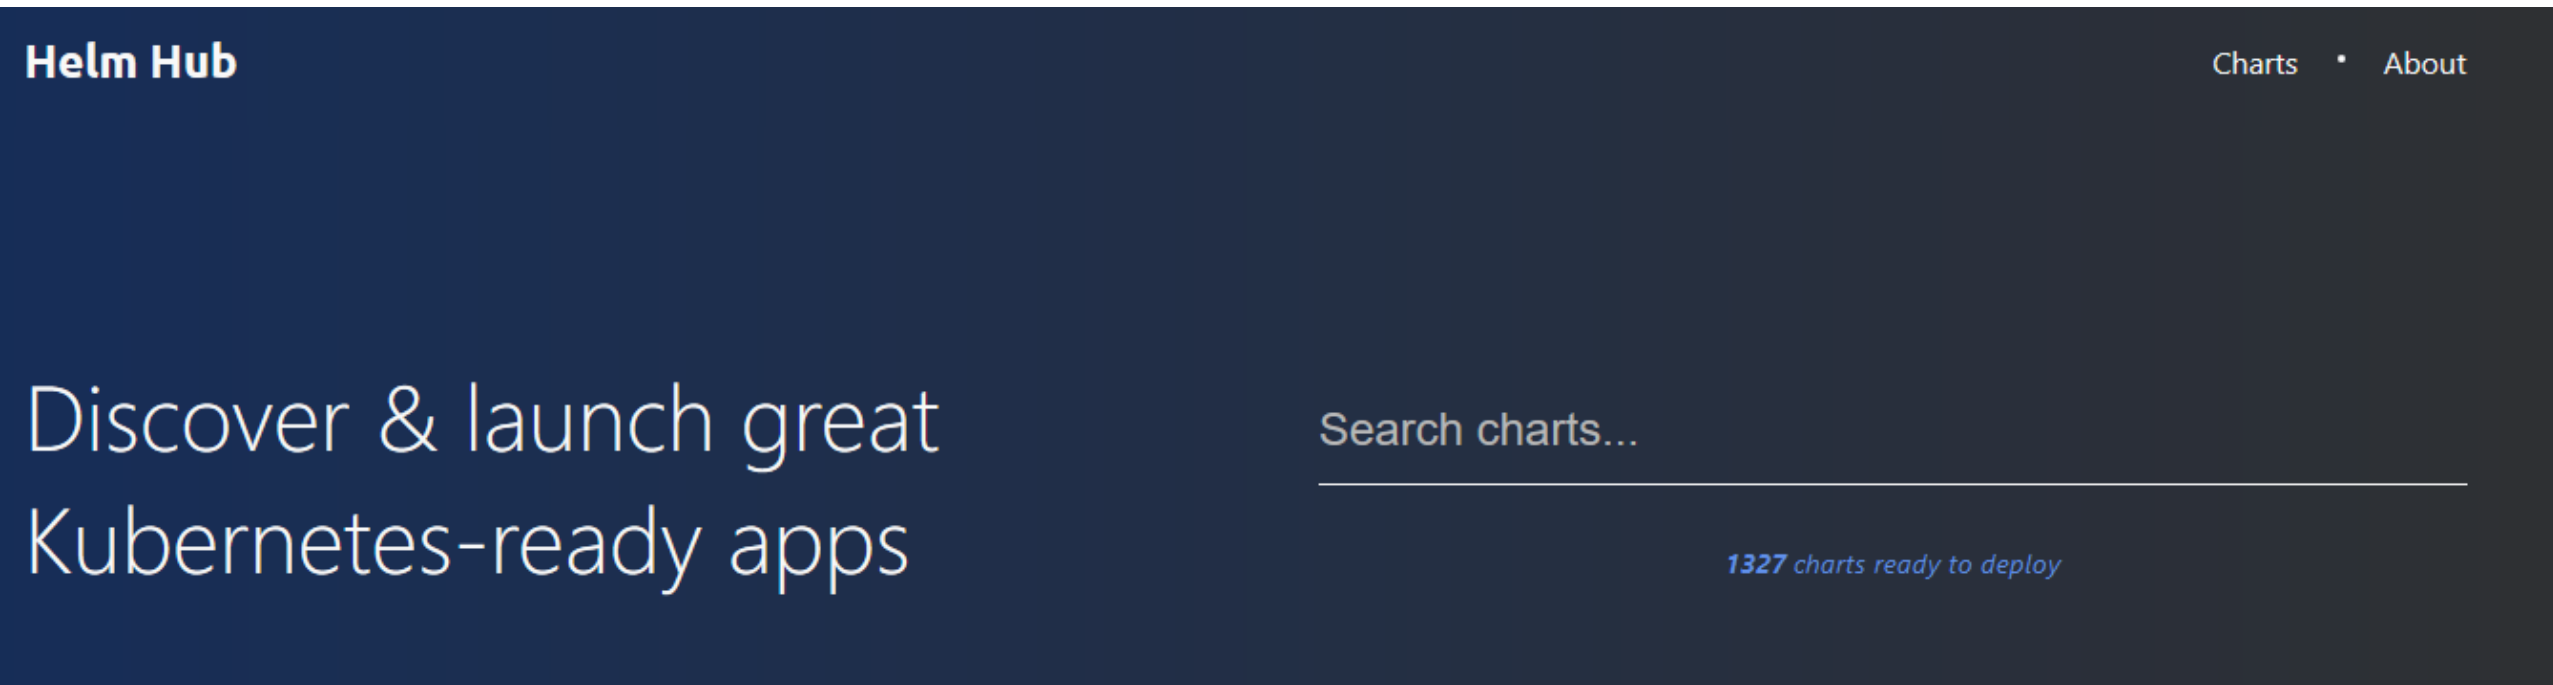 Helm Hub
Charts • About
Discover & launch great
Kubernetes-ready apps
Search charts...
1327 charts ready to deploy